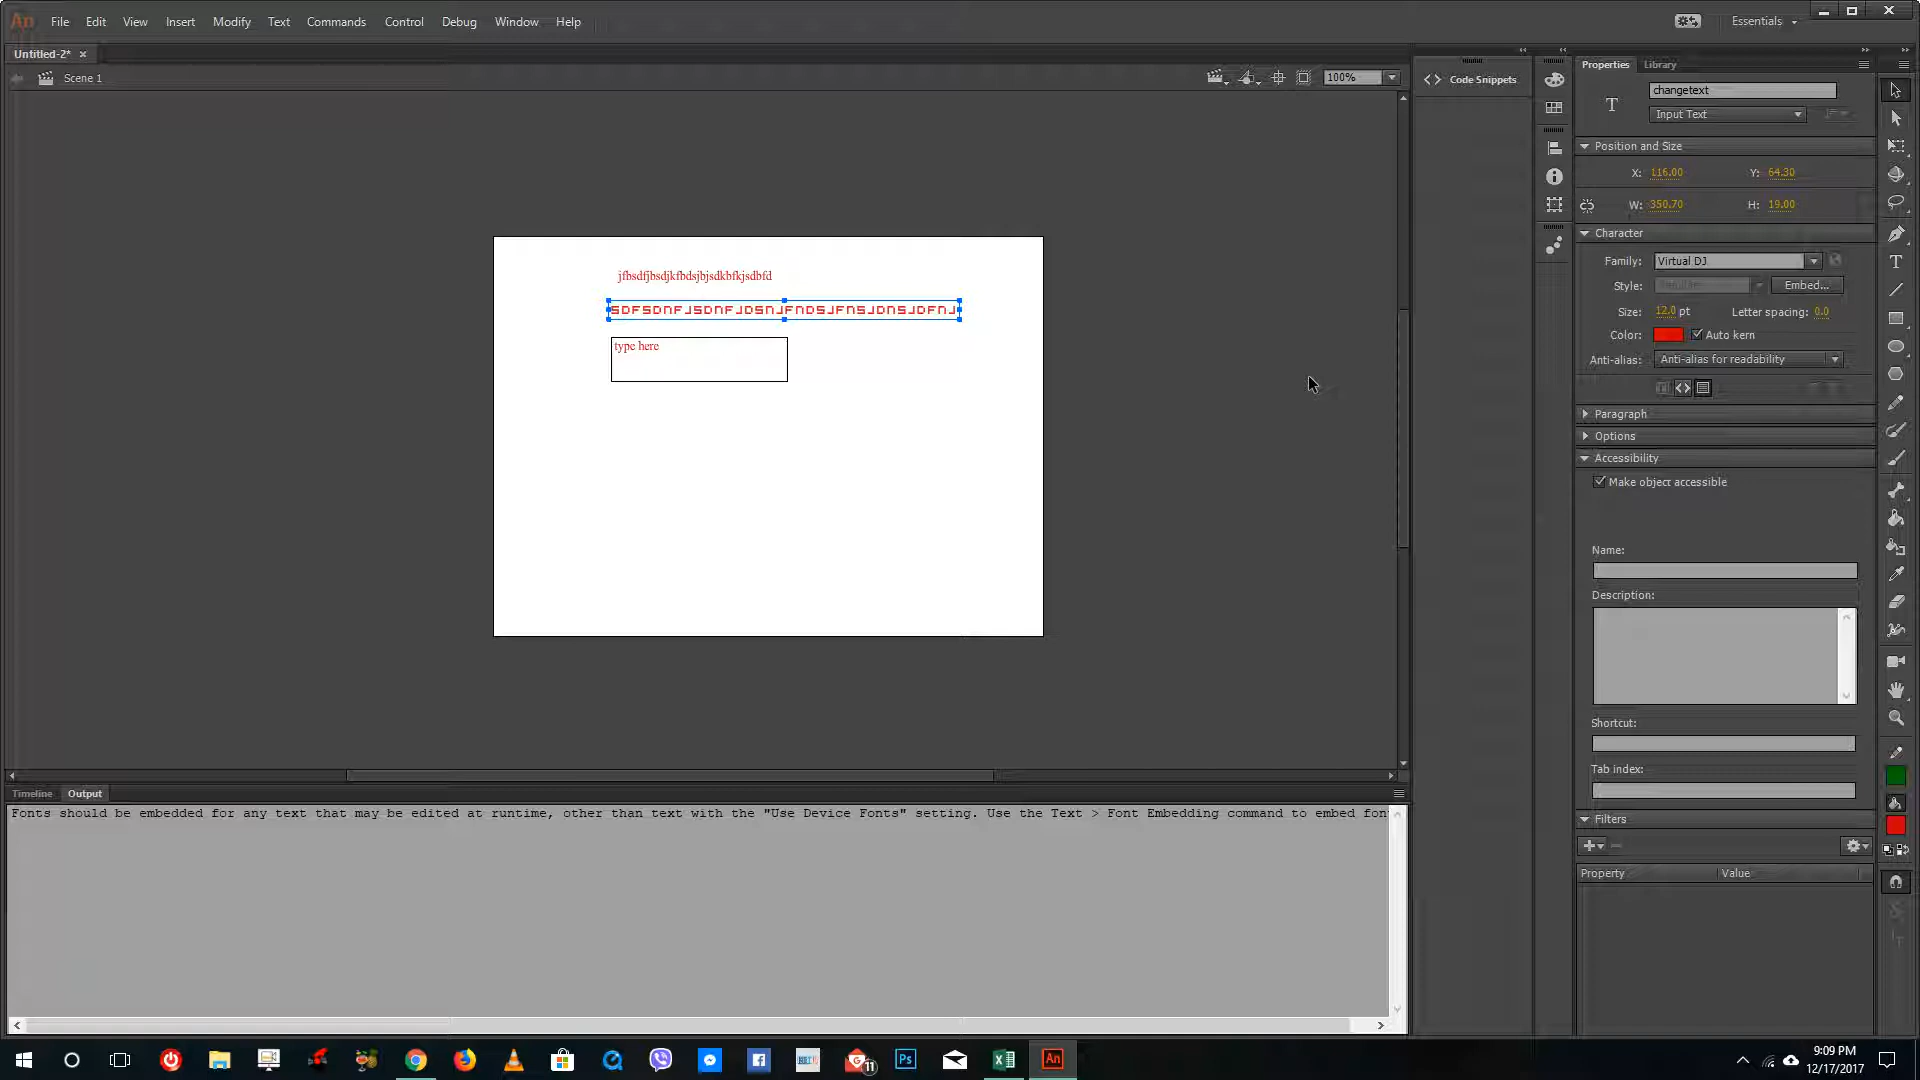 An File Edit View Insert Modify Text Commands Control Debug Window Help Essentials
Untitled-2* ×
Scene 1
100%
Code Snippets
Properties Library
changetext
T Input Text
Position and Size
X: 116.00 Y: 64.30
W: 350.70 H: 19.00
Character
Family: Virtual DJ
Style: Embed...
Size: 12.0 pt Letter spacing: 0.0
Color: Auto kern
Anti-alias: Anti-alias for readability
Paragraph
Options
Accessibility
Make object accessible
Name:
Description:
Shortcut:
Tab index:
Filters
Property Value
jfbsdfjbsdjkfbdsjbjsdkbfkjsdbfd
SDFSDNFJSDNFJDSNJFNDSJFNSJDNSJDFNJ
type here
Timeline Output
Fonts should be embedded for any text that may be edited at runtime, other than text with the "Use Device Fonts" setting. Use the Text > Font Embedding command to embed fon
11
Ps
An
9:09 PM
12/17/2017